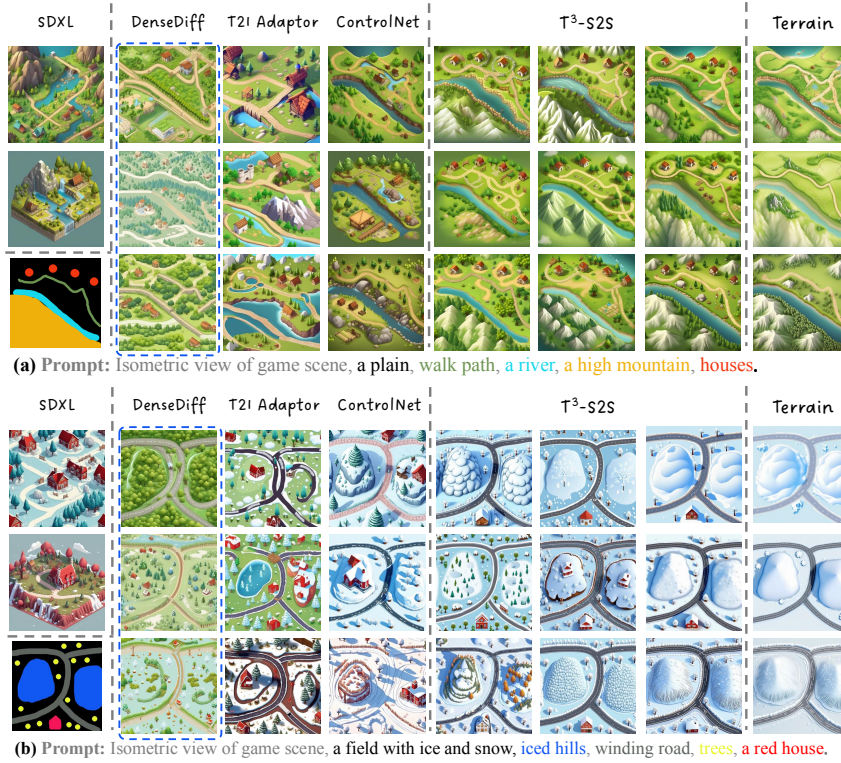 SDXL DenseDiff T2I Adaptor ControlNet T³-S2S Terrain
(a) Prompt: Isometric view of game scene, a plain, walk path, a river, a high mountain, houses.
SDXL DenseDiff T2I Adaptor ControlNet T³-S2S Terrain
(b) Prompt: Isometric view of game scene, a field with ice and snow, iced hills, winding road, trees, a red house.